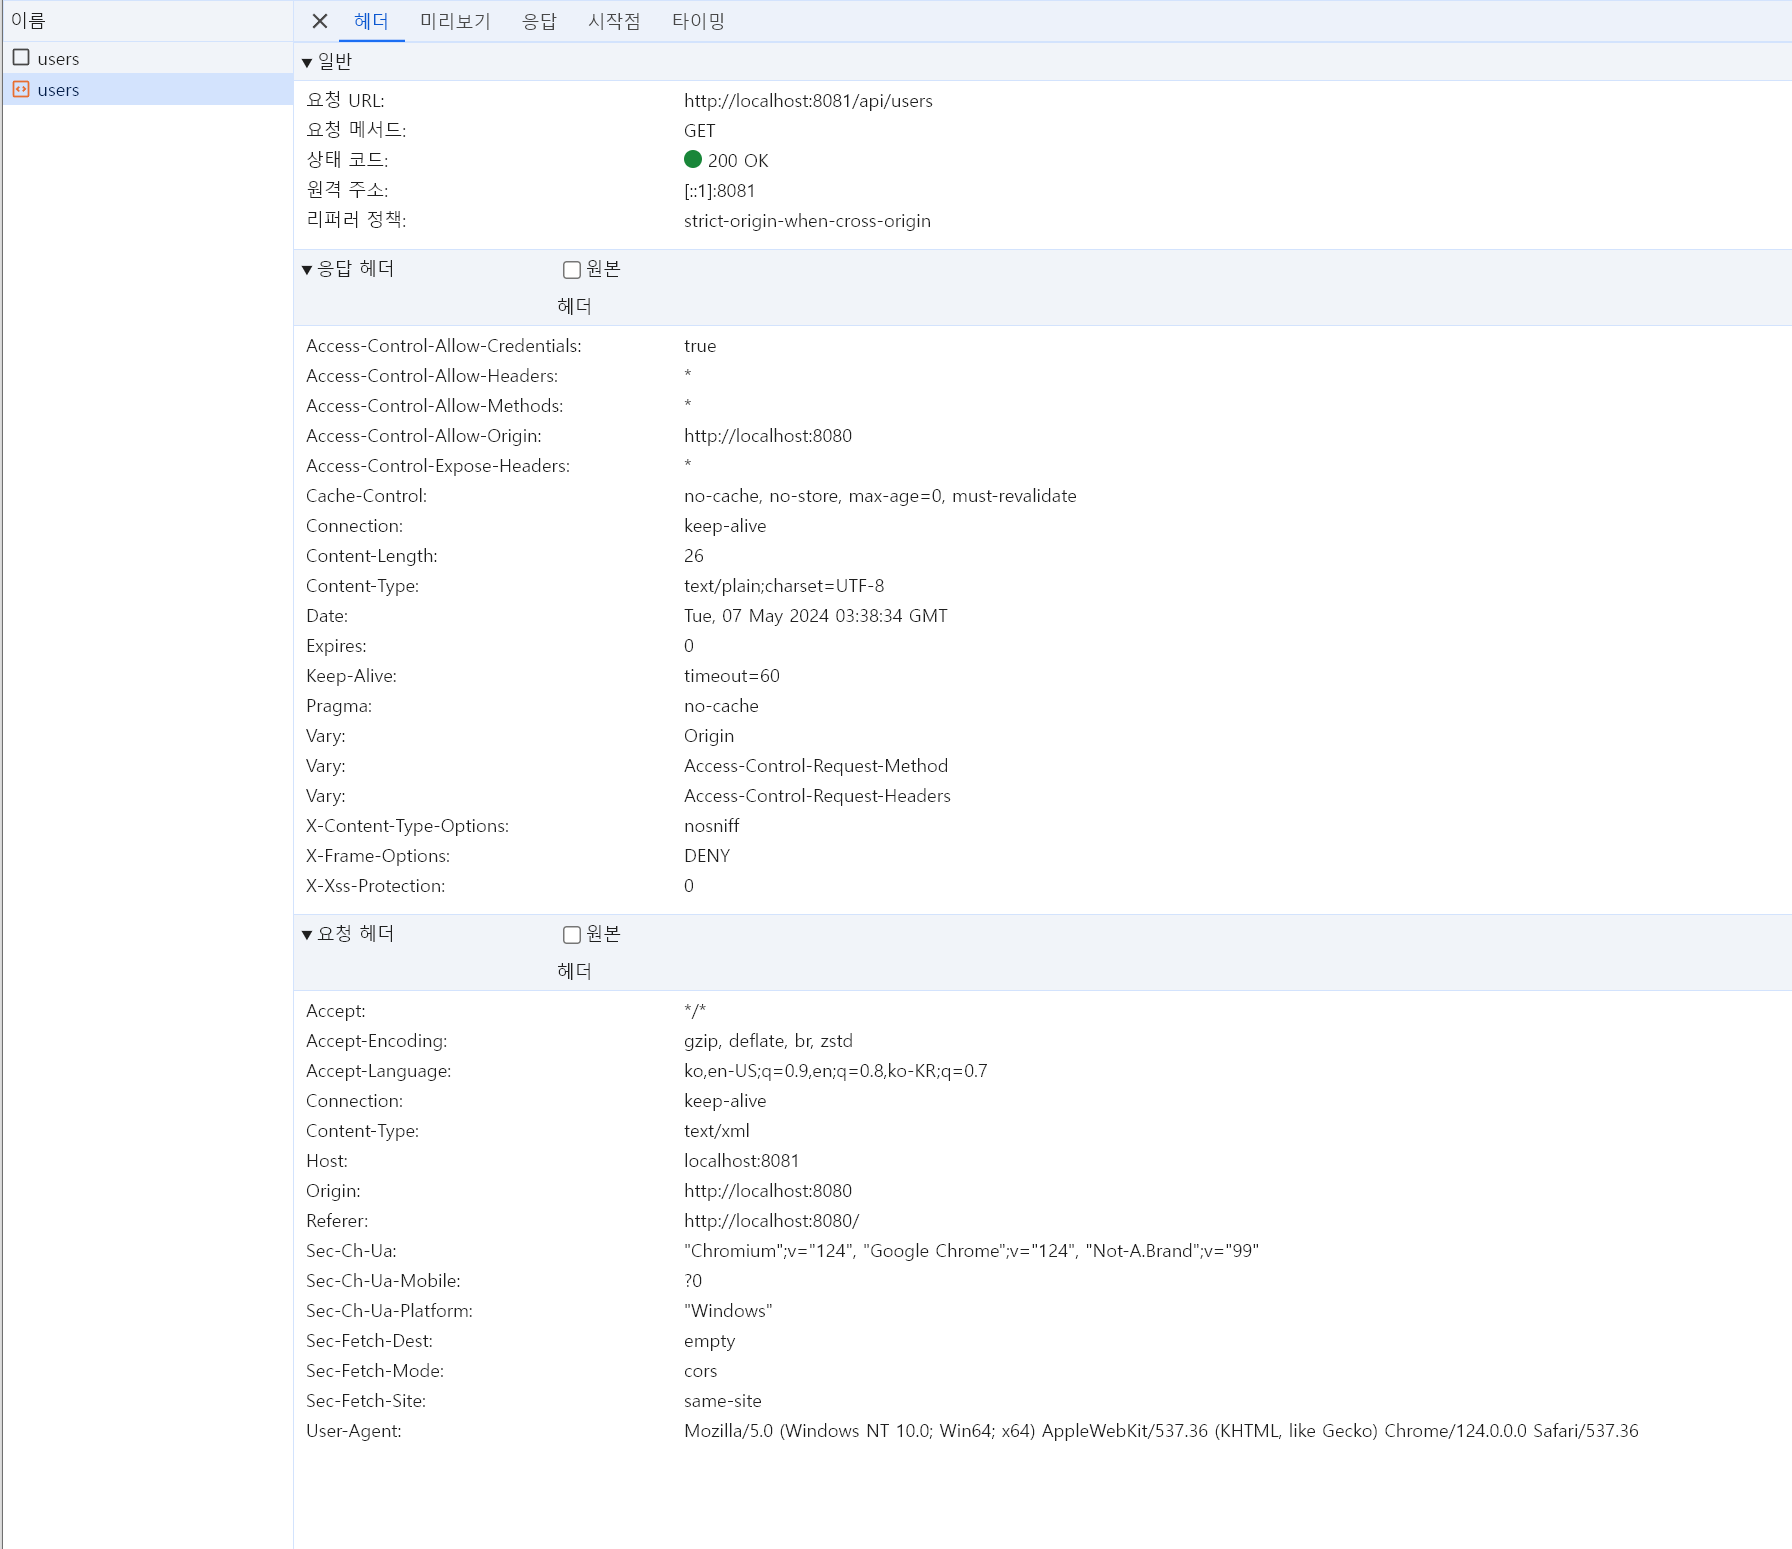 이름
users
users
헤더 미리보기 응답 시작점 타이밍
▼ 일반
요청 URL: http://localhost:8081/api/users
요청 메서드: GET
상태 코드: 200 OK
원격 주소: [::1]:8081
리퍼러 정책: strict-origin-when-cross-origin
▼ 응답 헤더 원본
헤더
Access-Control-Allow-Credentials: true
Access-Control-Allow-Headers: *
Access-Control-Allow-Methods: *
Access-Control-Allow-Origin: http://localhost:8080
Access-Control-Expose-Headers: *
Cache-Control: no-cache, no-store, max-age=0, must-revalidate
Connection: keep-alive
Content-Length: 26
Content-Type: text/plain;charset=UTF-8
Date: Tue, 07 May 2024 03:38:34 GMT
Expires: 0
Keep-Alive: timeout=60
Pragma: no-cache
Vary: Origin
Vary: Access-Control-Request-Method
Vary: Access-Control-Request-Headers
X-Content-Type-Options: nosniff
X-Frame-Options: DENY
X-Xss-Protection: 0
▼ 요청 헤더 원본
헤더
Accept: */*
Accept-Encoding: gzip, deflate, br, zstd
Accept-Language: ko,en-US;q=0.9,en;q=0.8,ko-KR;q=0.7
Connection: keep-alive
Content-Type: text/xml
Host: localhost:8081
Origin: http://localhost:8080
Referer: http://localhost:8080/
Sec-Ch-Ua: "Chromium";v="124", "Google Chrome";v="124", "Not-A.Brand";v="99"
Sec-Ch-Ua-Mobile: ?0
Sec-Ch-Ua-Platform: "Windows"
Sec-Fetch-Dest: empty
Sec-Fetch-Mode: cors
Sec-Fetch-Site: same-site
User-Agent: Mozilla/5.0 (Windows NT 10.0; Win64; x64) AppleWebKit/537.36 (KHTML, like Gecko) Chrome/124.0.0.0 Safari/537.36